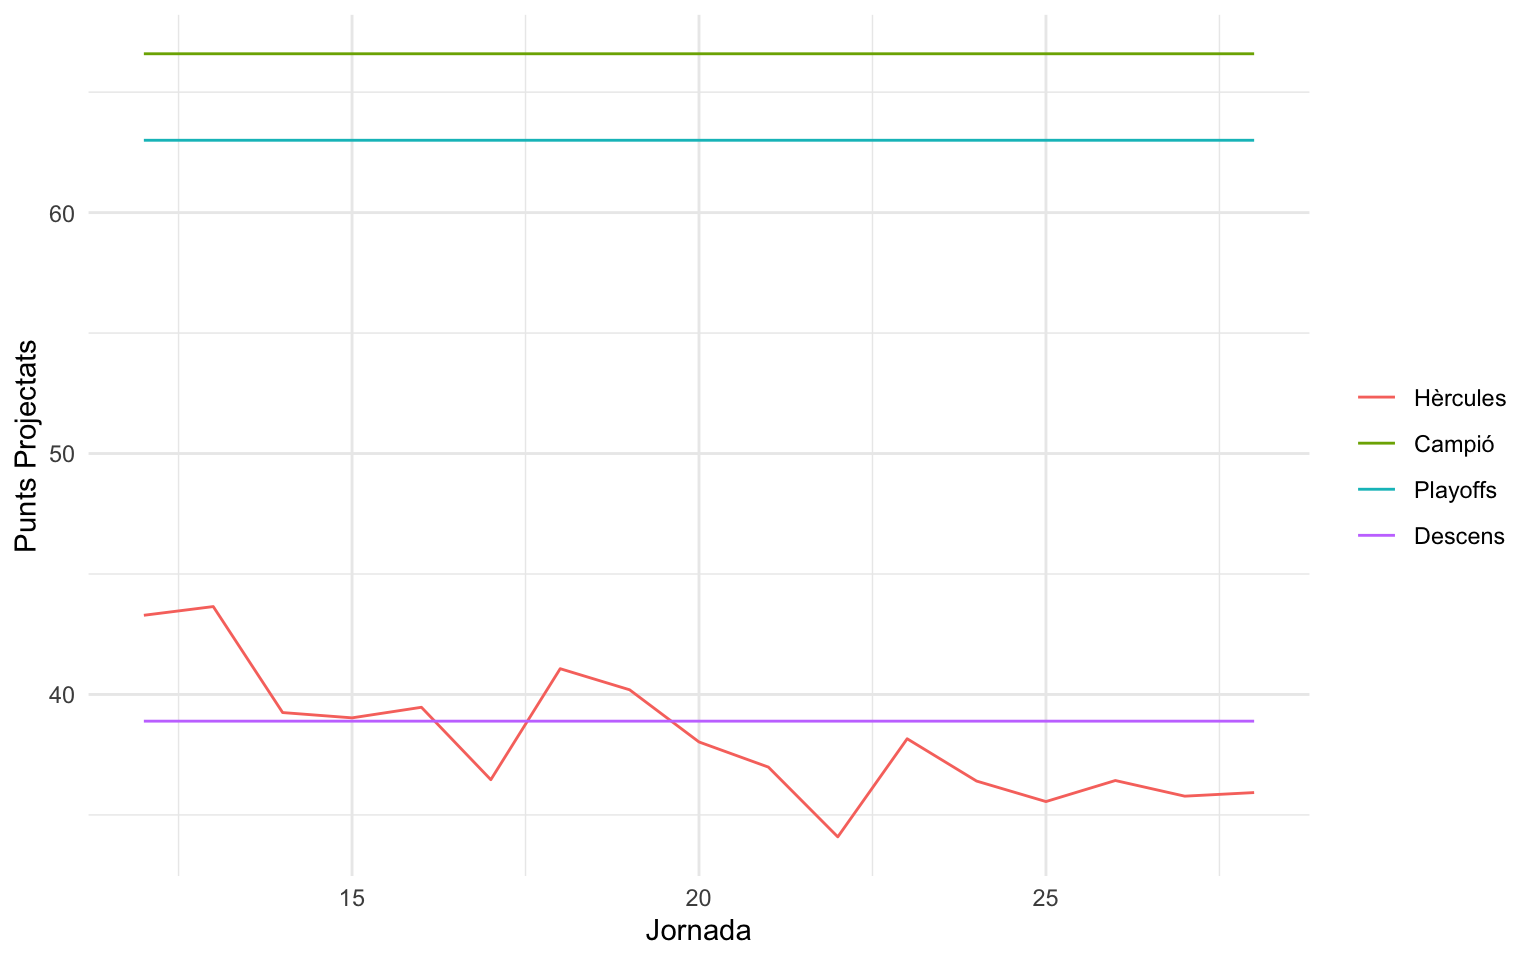 Punts Projectats
60
50
40
15 20 25
Jornada
Hèrcules
Campió
Playoffs
Descens